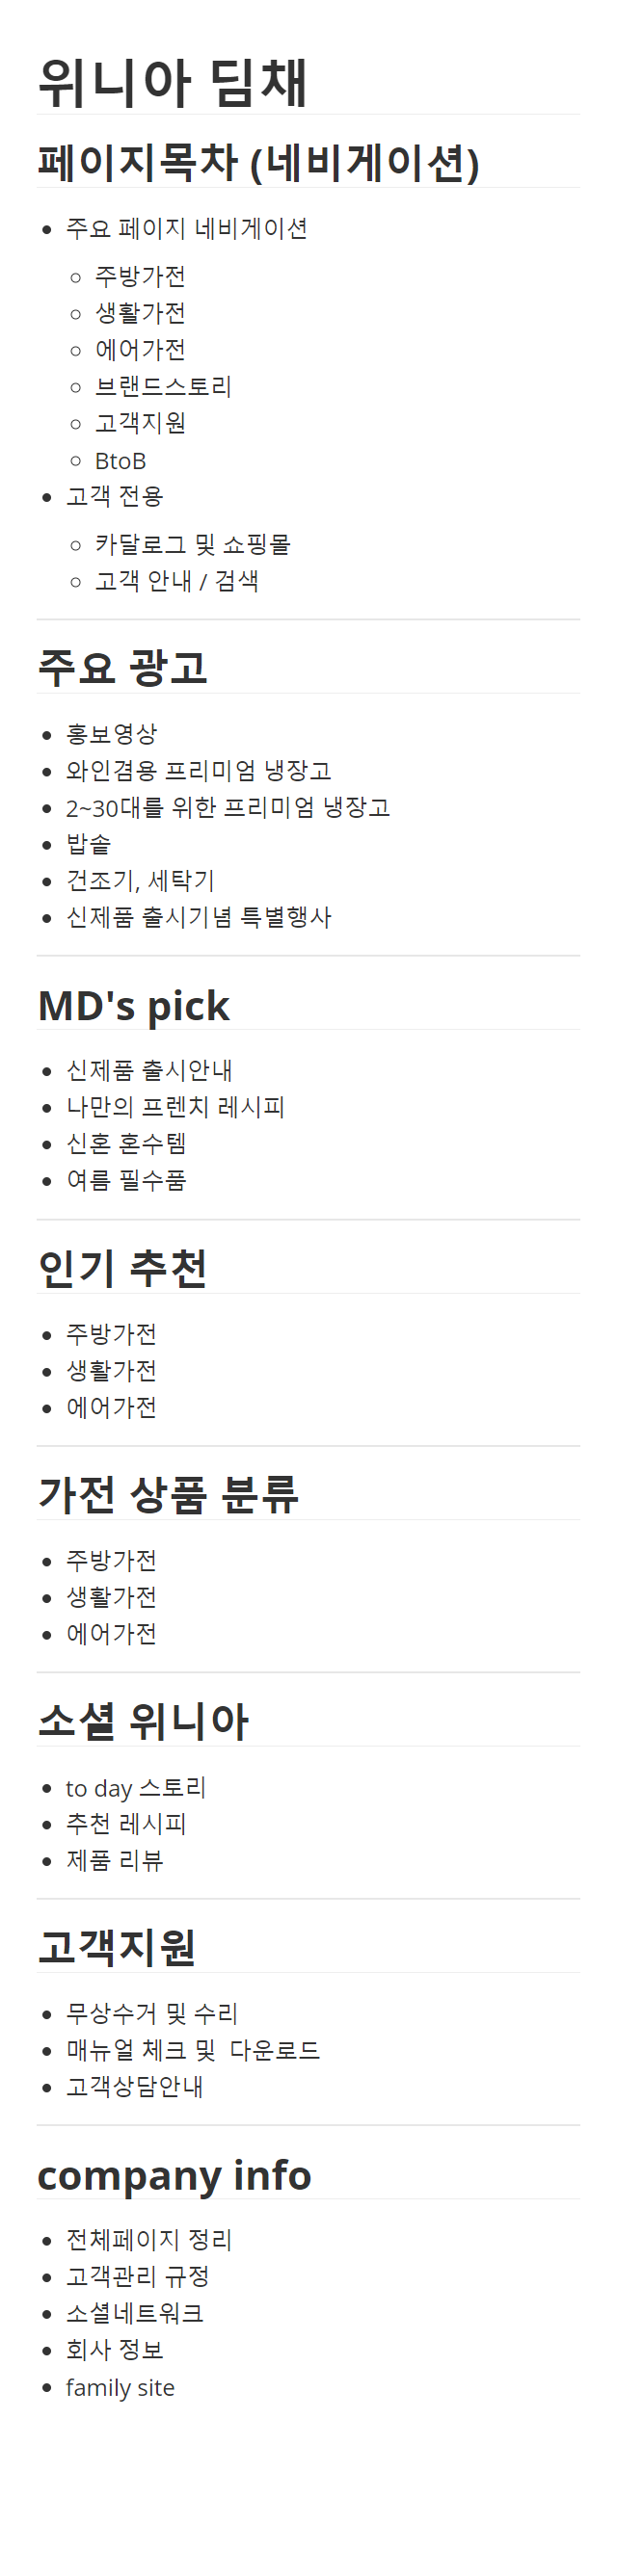 위니아 딤채
페이지목차 (네비게이션)
주요 페이지 네비게이션
주방가전
생활가전
에어가전
브랜드스토리
고객지원
BtoB
고객 전용
카달로그 및 쇼핑몰
고객 안내 / 검색
주요 광고
홍보영상
와인겸용 프리미엄 냉장고
2~30대를 위한 프리미엄 냉장고
밥솥
건조기, 세탁기
신제품 출시기념 특별행사
MD's pick
신제품 출시안내
나만의 프렌치 레시피
신혼 혼수템
여름 필수품
인기 추천
주방가전
생활가전
에어가전
가전 상품 분류
주방가전
생활가전
에어가전
소셜 위니아
to day 스토리
추천 레시피
제품 리뷰
고객지원
무상수거 및 수리
매뉴얼 체크 및  다운로드
고객상담안내
company info
전체페이지 정리
고객관리 규정
소셜네트워크
회사 정보
family site